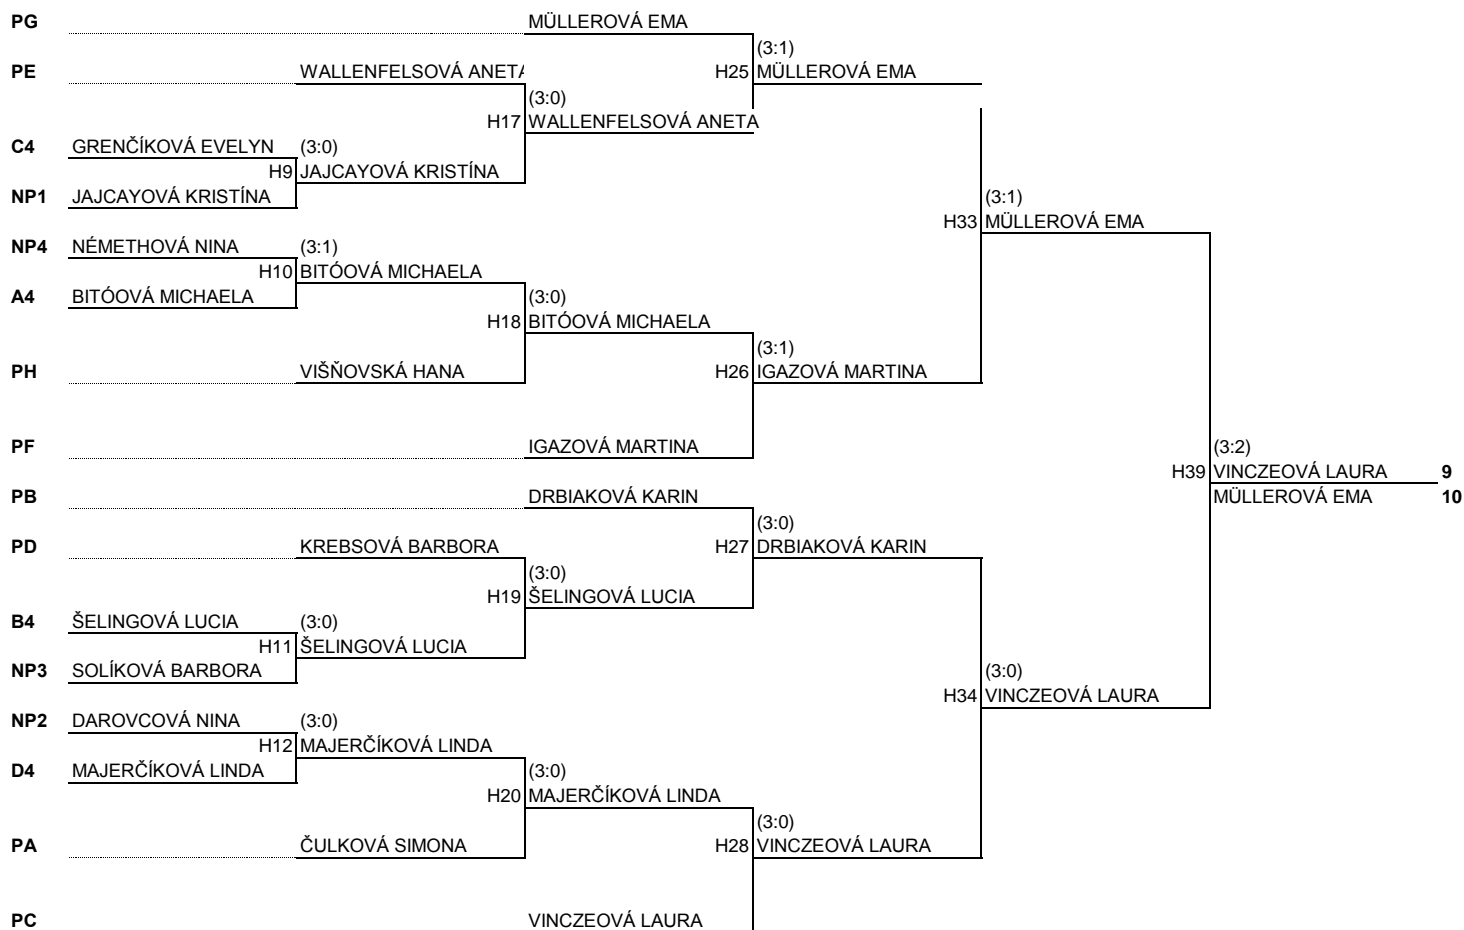 PG MÜLLEROVÁ EMA
(3:1)
PE WALLENFELSOVÁ ANETA H25 MÜLLEROVÁ EMA
(3:0)
H17 WALLENFELSOVÁ ANETA
C4 GRENČÍKOVÁ EVELYN (3:0)
H9 JAJCAYOVÁ KRISTÍNA
NP1 JAJCAYOVÁ KRISTÍNA (3:1)
H33 MÜLLEROVÁ EMA
NP4 NÉMETHOVÁ NINA (3:1)
H10 BITÓOVÁ MICHAELA
A4 BITÓOVÁ MICHAELA (3:0)
H18 BITÓOVÁ MICHAELA
(3:1)
PH VIŠŇOVSKÁ HANA H26 IGAZOVÁ MARTINA
PF IGAZOVÁ MARTINA (3:2)
H39 VINCZEOVÁ LAURA 9
PB DRBIAKOVÁ KARIN MÜLLEROVÁ EMA 10
(3:0)
PD KREBSOVÁ BARBORA H27 DRBIAKOVÁ KARIN
(3:0)
H19 ŠELINGOVÁ LUCIA
B4 ŠELINGOVÁ LUCIA (3:0)
H11 ŠELINGOVÁ LUCIA
NP3 SOLÍKOVÁ BARBORA (3:0)
H34 VINCZEOVÁ LAURA
NP2 DAROVCOVÁ NINA (3:0)
H12 MAJERČÍKOVÁ LINDA
D4 MAJERČÍKOVÁ LINDA (3:0)
H20 MAJERČÍKOVÁ LINDA
(3:0)
PA ČULKOVÁ SIMONA H28 VINCZEOVÁ LAURA
PC VINCZEOVÁ LAURA